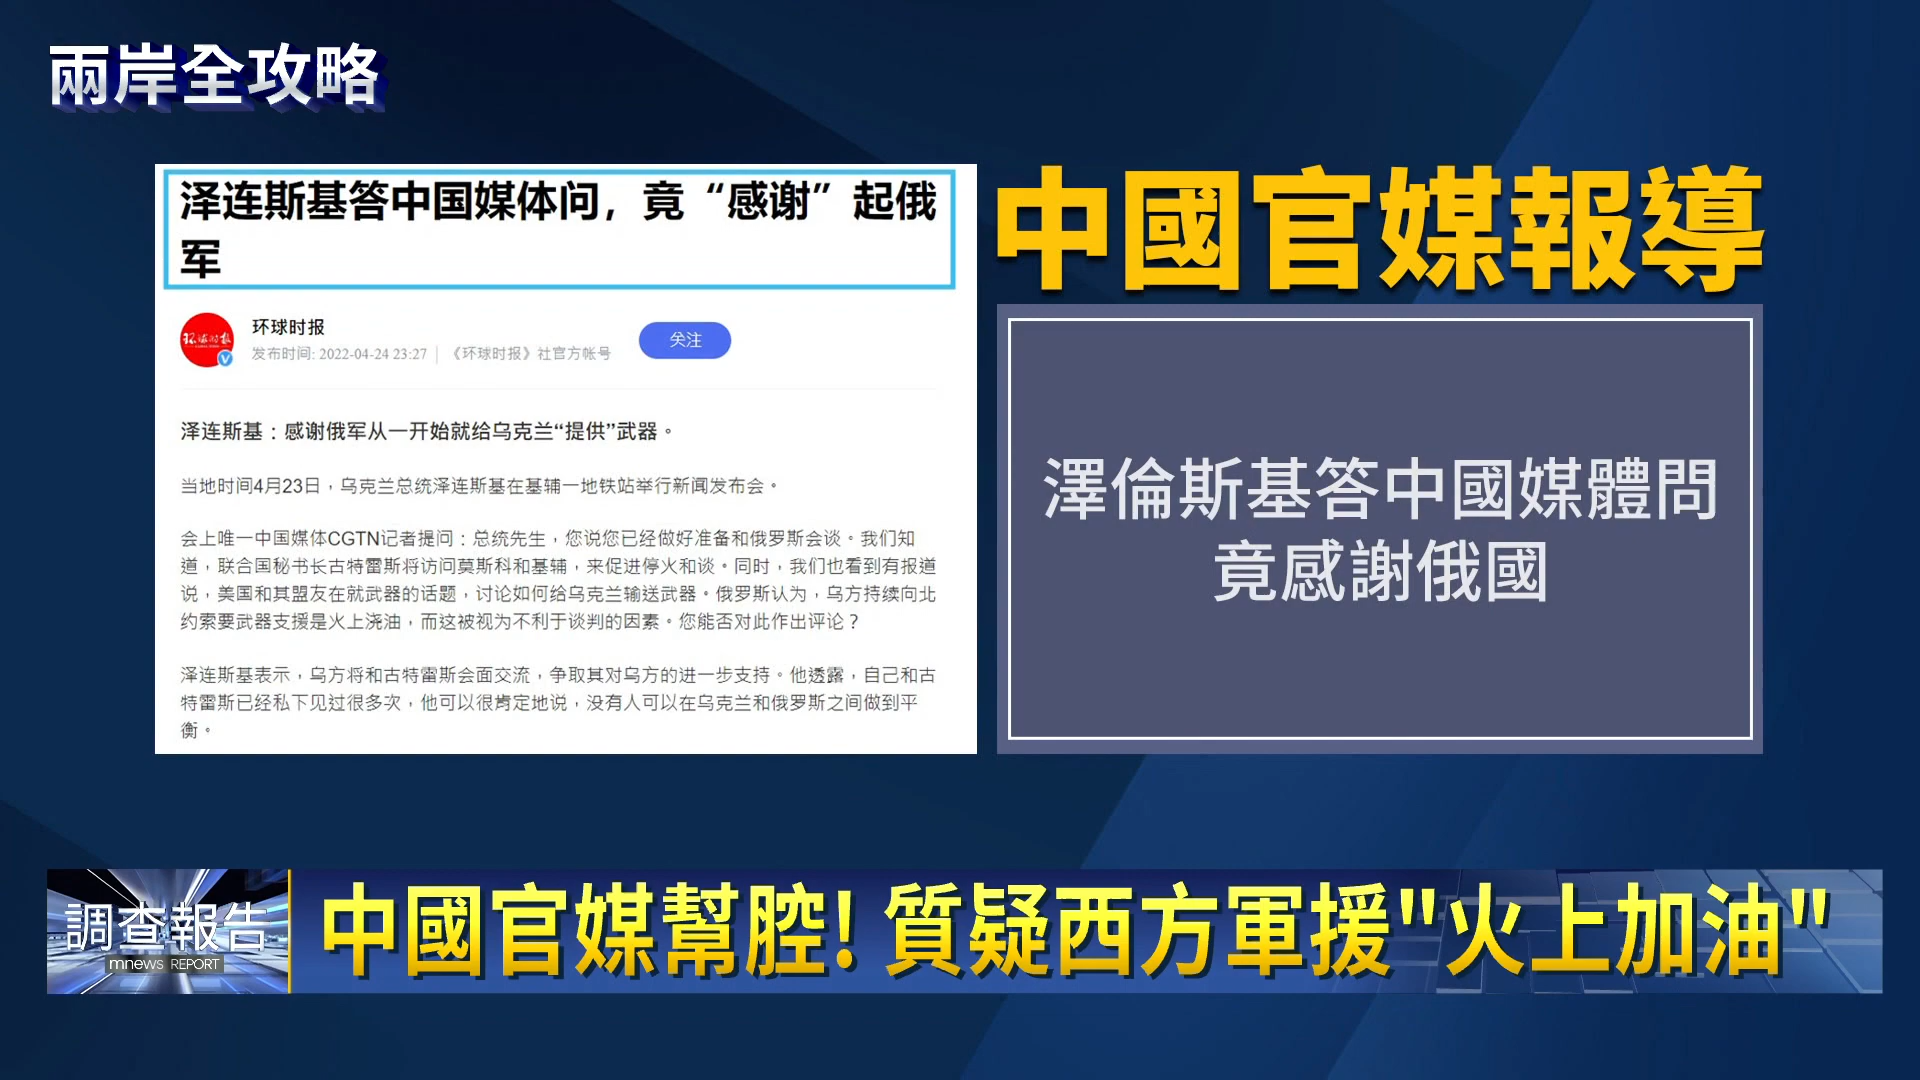 兩岸全攻略
泽连斯基答中国媒体问，竟“感谢”起俄
军
环球时报
环球时报
发布时间: 2022-04-24 23:27 | 《环球时报》社官方帐号
关注
泽连斯基：感谢俄军从一开始就给乌克兰“提供”武器。
当地时间4月23日，乌克兰总统泽连斯基在基辅一地铁站举行新闻发布会。
会上唯一中国媒体CGTN记者提问：总统先生，您说您已经做好准备和俄罗斯会谈。我们知
道，联合国秘书长古特雷斯将访问莫斯科和基辅，来促进停火和谈。同时，我们也看到有报道
说，美国和其盟友在就武器的话题，讨论如何给乌克兰输送武器。俄罗斯认为，乌方持续向北
约索要武器支援是火上浇油，而这被视为不利于谈判的因素。您能否对此作出评论？
泽连斯基表示，乌方将和古特雷斯会面交流，争取其对乌方的进一步支持。他透露，自己和古
特雷斯已经私下见过很多次，他可以很肯定地说，没有人可以在乌克兰和俄罗斯之间做到平
衡。
中國官媒報導
澤倫斯基答中國媒體問
竟感謝俄國
調查報告
mnews REPORT
中國官媒幫腔! 質疑西方軍援"火上加油"